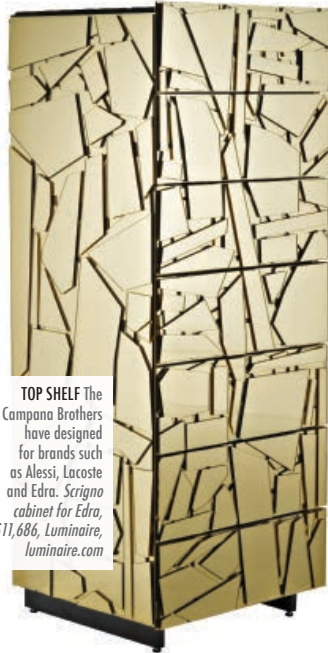 TOP SHELF The
Campana Brothers
have designed
for brands such
as Alessi, Lacoste
and Edra. Scrigno
cabinet for Edra,
$11,686, Luminaire,
luminaire.com